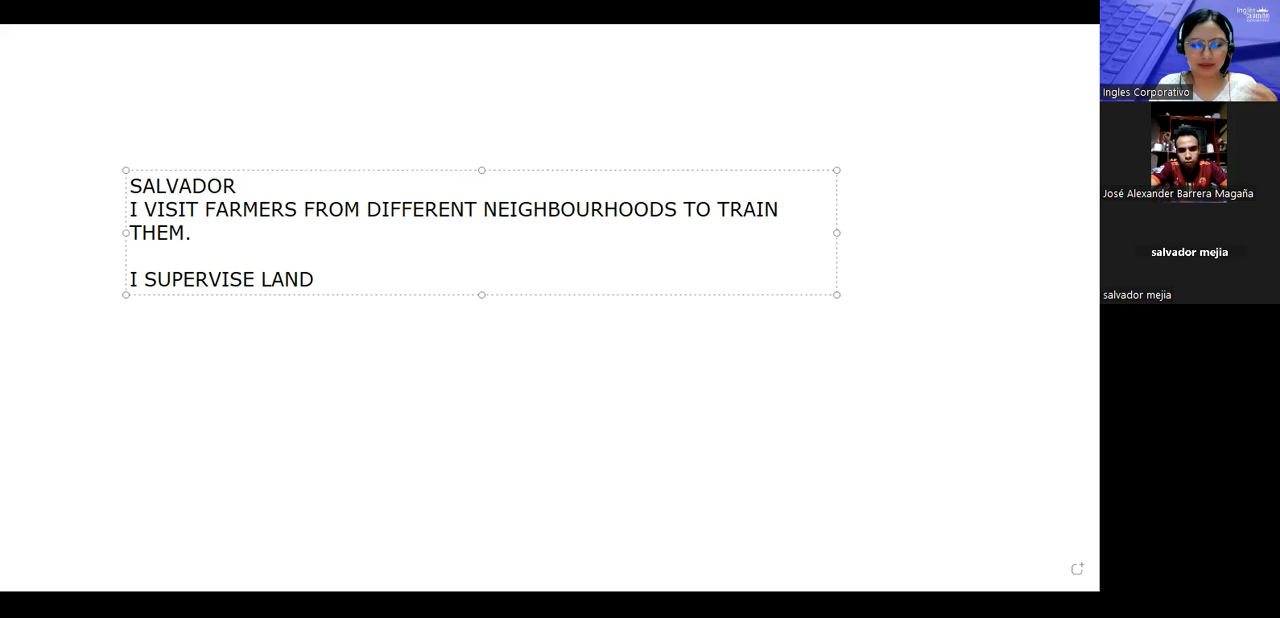 SALVADOR
I VISIT FARMERS FROM DIFFERENT NEIGHBOURHOODS TO TRAIN
THEM.
I SUPERVISE LAND
Ingles Corporativo
José Alexander Barrera Magaña
salvador mejia
salvador mejia